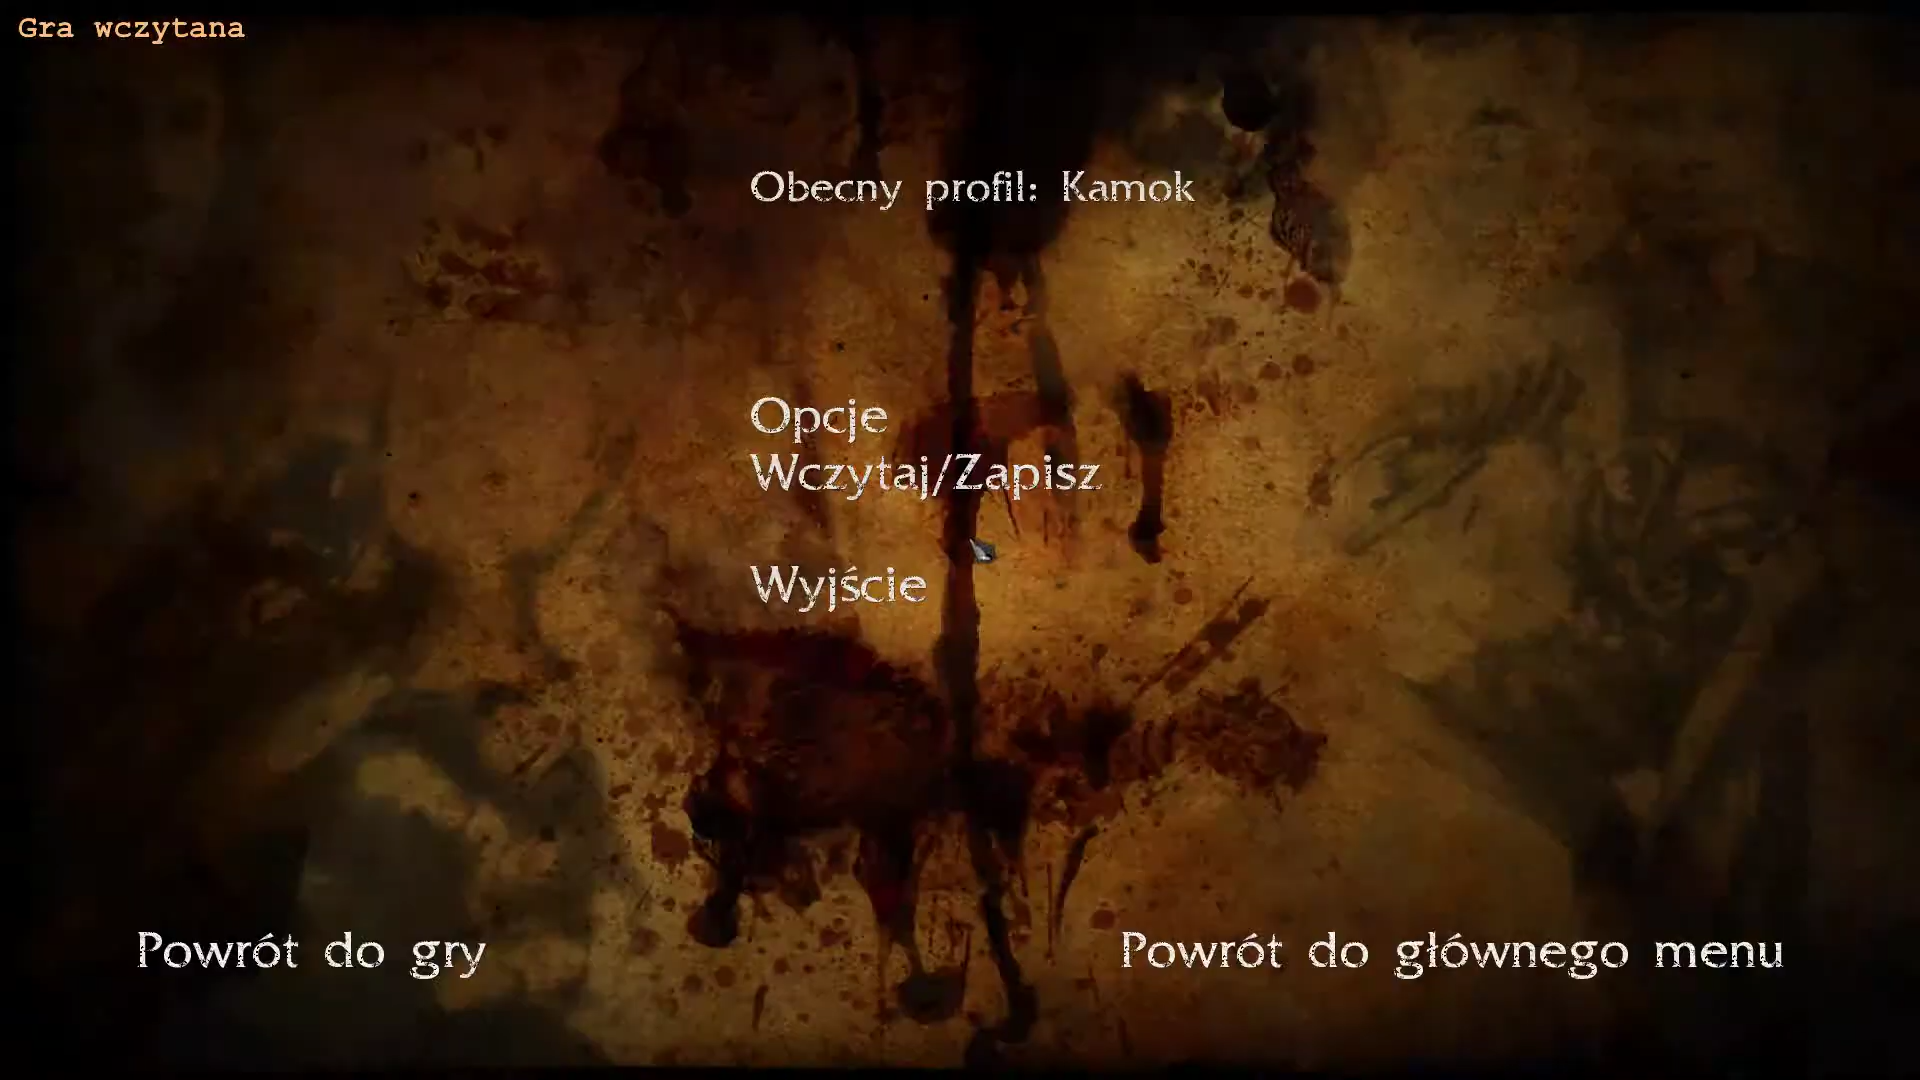 Gra wczytana
Obecny profil: Kamok
Opcje
Wczytaj/Zapisz
Wyjście
Powrót do gry
Powrót do głównego menu